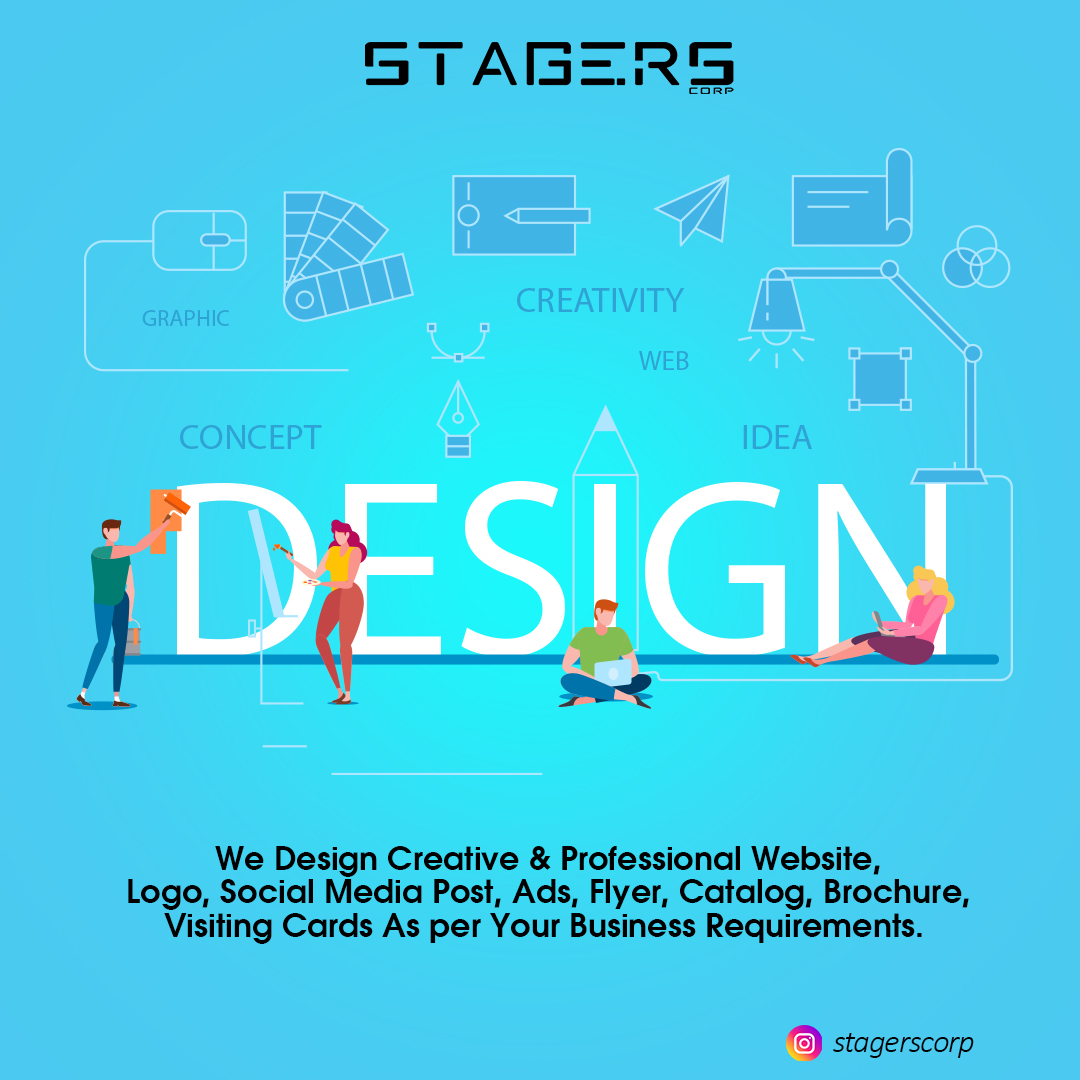 STAGERS
CORP
CREATIVITY
GRAPHIC
WEB
CONCEPT
IDEA
DESIGN
We Design Creative & Professional Website,
Logo, Social Media Post, Ads, Flyer, Catalog, Brochure,
Visiting Cards As per Your Business Requirements.
stagerscorp